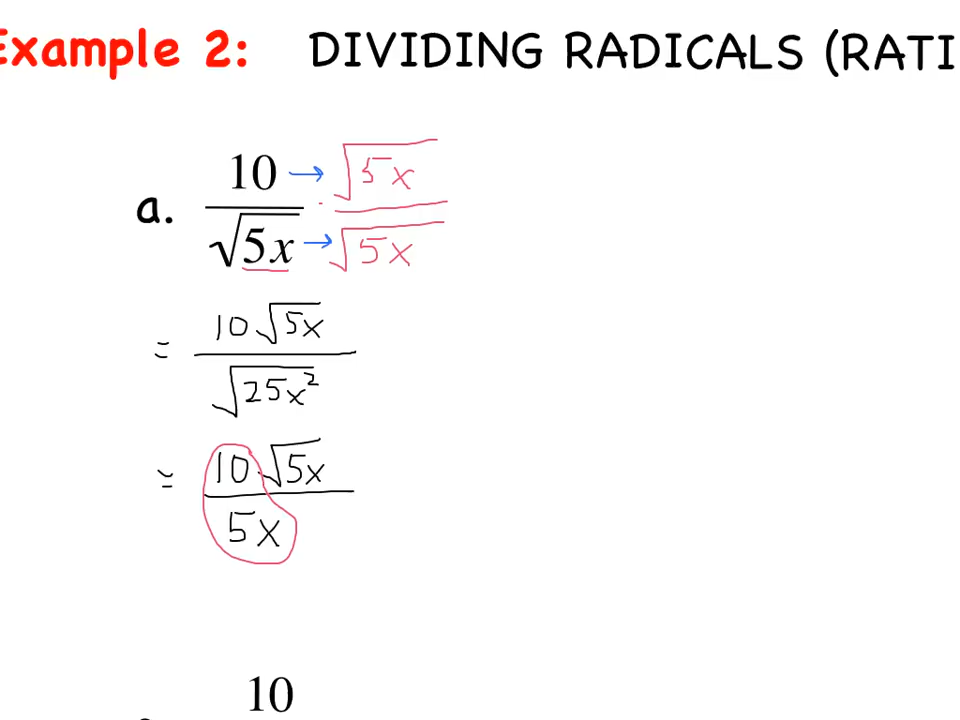 Example 2: DIVIDING RADICALS (RATI
a. 10/√5x → → · √5x/√5x
= 10√5x/√25x²
= 10√5x/5x
10